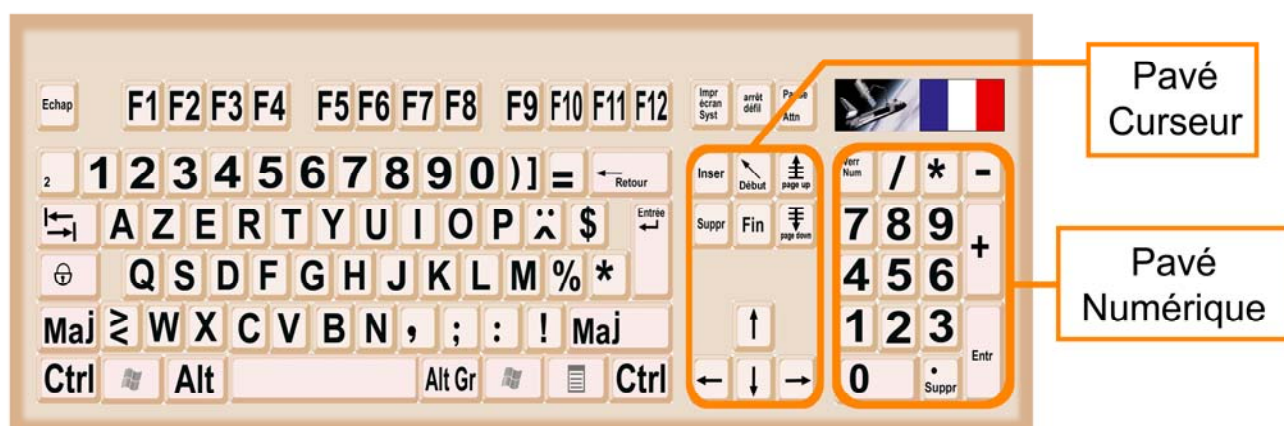 Pavé
Curseur
Echap F1 F2 F3 F4 F5 F6 F7 F8 F9 F10 F11 F12 Impr écran Syst arrêt défil Pause Attn
2 1 2 3 4 5 6 7 8 9 0 )] = ← Retour Inser Début page up Verr Num / * -
A Z E R T Y U I O P $ Entrée Suppr Fin page down 7 8 9 +
Q S D F G H J K L M % * 4 5 6
Pavé
Numérique
Maj ≥ ≤ W X C V B N , ; : ! Maj ↑ 1 2 3 Entr
Ctrl Alt Alt Gr Ctrl ← ↓ → 0 . Suppr